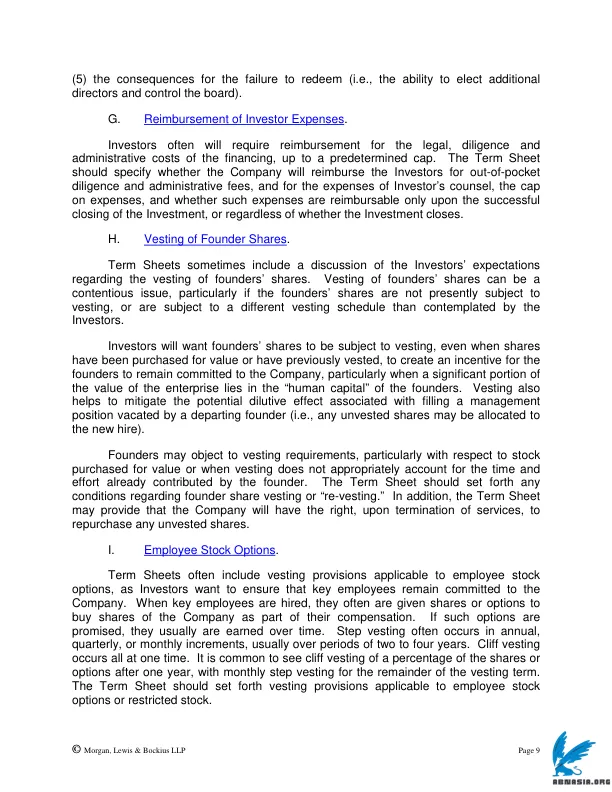 (5) the consequences for the failure to redeem (i.e., the ability to elect additional
directors and control the board).
G. Reimbursement of Investor Expenses.
Investors often will require reimbursement for the legal, diligence and
administrative costs of the financing, up to a predetermined cap. The Term Sheet
should specify whether the Company will reimburse the Investors for out-of-pocket
diligence and administrative fees, and for the expenses of Investor’s counsel, the cap
on expenses, and whether such expenses are reimbursable only upon the successful
closing of the Investment, or regardless of whether the Investment closes.
H. Vesting of Founder Shares.
Term Sheets sometimes include a discussion of the Investors’ expectations
regarding the vesting of founders’ shares. Vesting of founders’ shares can be a
contentious issue, particularly if the founders’ shares are not presently subject to
vesting, or are subject to a different vesting schedule than contemplated by the
Investors.
Investors will want founders’ shares to be subject to vesting, even when shares
have been purchased for value or have previously vested, to create an incentive for the
founders to remain committed to the Company, particularly when a significant portion of
the value of the enterprise lies in the “human capital” of the founders. Vesting also
helps to mitigate the potential dilutive effect associated with filling a management
position vacated by a departing founder (i.e., any unvested shares may be allocated to
the new hire).
Founders may object to vesting requirements, particularly with respect to stock
purchased for value or when vesting does not appropriately account for the time and
effort already contributed by the founder. The Term Sheet should set forth any
conditions regarding founder share vesting or “re-vesting.” In addition, the Term Sheet
may provide that the Company will have the right, upon termination of services, to
repurchase any unvested shares.
I. Employee Stock Options.
Term Sheets often include vesting provisions applicable to employee stock
options, as Investors want to ensure that key employees remain committed to the
Company. When key employees are hired, they often are given shares or options to
buy shares of the Company as part of their compensation. If such options are
promised, they usually are earned over time. Step vesting often occurs in annual,
quarterly, or monthly increments, usually over periods of two to four years. Cliff vesting
occurs all at one time. It is common to see cliff vesting of a percentage of the shares or
options after one year, with monthly step vesting for the remainder of the vesting term.
The Term Sheet should set forth vesting provisions applicable to employee stock
options or restricted stock.
© Morgan, Lewis & Bockius LLP Page 9
ABNASIA.ORG